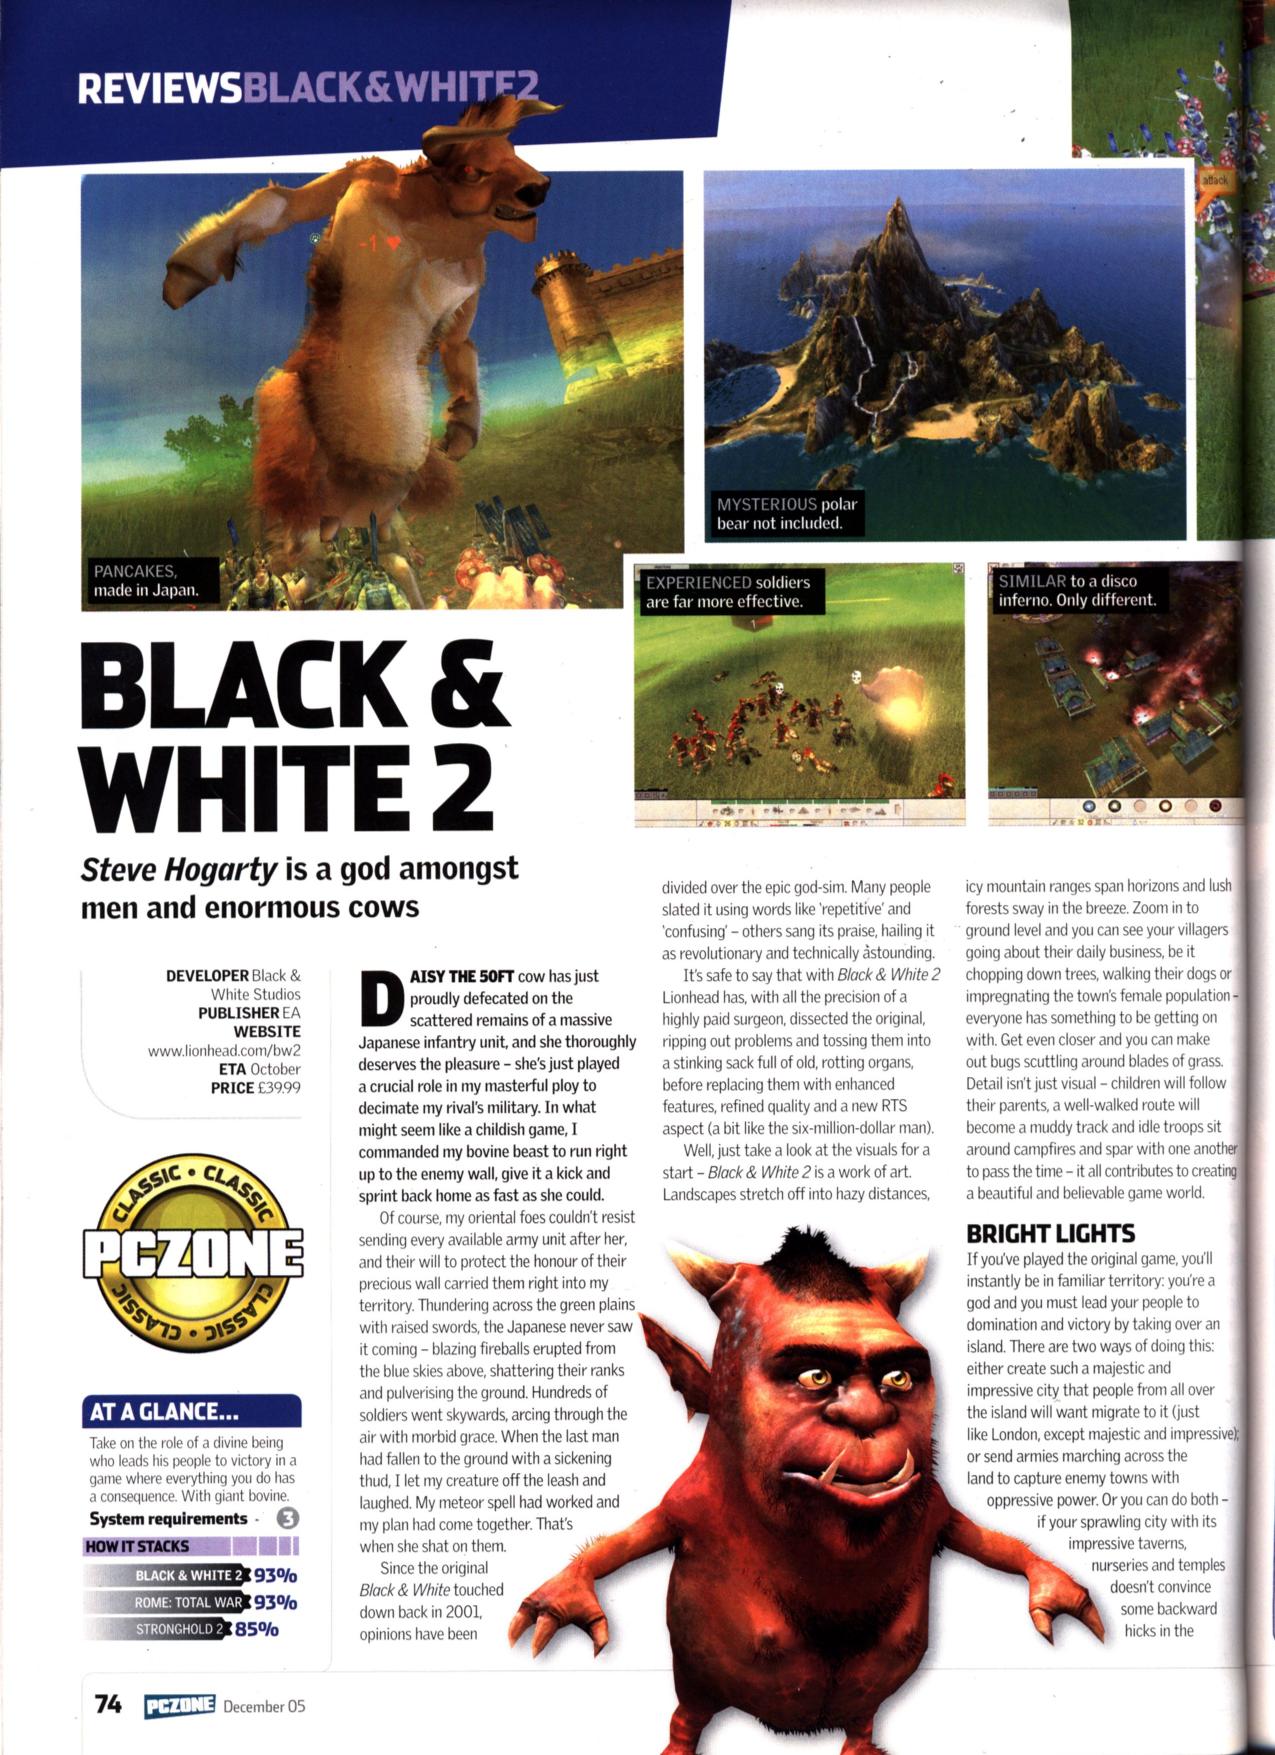 REVIEWSBLACK&WHITE2
attack
-1
PANCAKES,
made in Japan.
MYSTERIOUS polar
bear not included.
EXPERIENCED soldiers
are far more effective.
1
SIMILAR to a disco
inferno. Only different.
BLACK &
WHITE 2
Steve Hogarty is a god amongst
men and enormous cows
DEVELOPER Black &
White Studios
PUBLISHER EA
WEBSITE
www.lionhead.com/bw2
ETA October
PRICE £39.99
CLASSIC • CLASSIC
PCZONE
CLASSIC • CLASSIC
AT A GLANCE...
Take on the role of a divine being
who leads his people to victory in a
game where everything you do has
a consequence. With giant bovine.
System requirements - 3
HOW IT STACKS
BLACK & WHITE 2 93%
ROME: TOTAL WAR 93%
STRONGHOLD 2 85%
DAISY THE 50FT cow has just
proudly defecated on the
scattered remains of a massive
Japanese infantry unit, and she thoroughly
deserves the pleasure – she's just played
a crucial role in my masterful ploy to
decimate my rival's military. In what
might seem like a childish game, I
commanded my bovine beast to run right
up to the enemy wall, give it a kick and
sprint back home as fast as she could.
Of course, my oriental foes couldn't resist
sending every available army unit after her,
and their will to protect the honour of their
precious wall carried them right into my
territory. Thundering across the green plains
with raised swords, the Japanese never saw
it coming – blazing fireballs erupted from
the blue skies above, shattering their ranks
and pulverising the ground. Hundreds of
soldiers went skywards, arcing through the
air with morbid grace. When the last man
had fallen to the ground with a sickening
thud, I let my creature off the leash and
laughed. My meteor spell had worked and
my plan had come together. That's
when she shat on them.
Since the original
Black & White touched
down back in 2001,
opinions have been
divided over the epic god-sim. Many people
slated it using words like 'repetitive' and
'confusing' – others sang its praise, hailing it
as revolutionary and technically astounding.
It's safe to say that with Black & White 2
Lionhead has, with all the precision of a
highly paid surgeon, dissected the original,
ripping out problems and tossing them into
a stinking sack full of old, rotting organs,
before replacing them with enhanced
features, refined quality and a new RTS
aspect (a bit like the six-million-dollar man).
Well, just take a look at the visuals for a
start – Black & White 2 is a work of art.
Landscapes stretch off into hazy distances,
icy mountain ranges span horizons and lush
forests sway in the breeze. Zoom in to
ground level and you can see your villagers
going about their daily business, be it
chopping down trees, walking their dogs or
impregnating the town's female population –
everyone has something to be getting on
with. Get even closer and you can make
out bugs scuttling around blades of grass.
Detail isn't just visual – children will follow
their parents, a well-walked route will
become a muddy track and idle troops sit
around campfires and spar with one another
to pass the time – it all contributes to creating
a beautiful and believable game world.
BRIGHT LIGHTS
If you've played the original game, you'll
instantly be in familiar territory: you're a
god and you must lead your people to
domination and victory by taking over an
island. There are two ways of doing this:
either create such a majestic and
impressive city that people from all over
the island will want migrate to it (just
like London, except majestic and impressive);
or send armies marching across the
land to capture enemy towns with
oppressive power. Or you can do both –
if your sprawling city with its
impressive taverns,
nurseries and temples
doesn't convince
some backward
hicks in the
74 PCZONE December 05